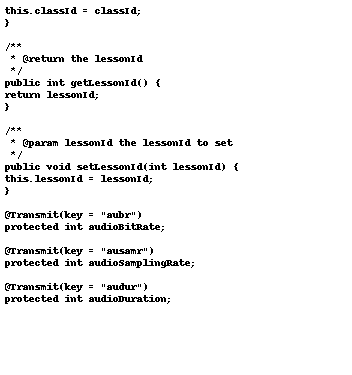 this.classId = classId;
}
/**
* @return the lessonId
*/
public int getLessonId() {
return lessonId;
}
/**
* @param lessonId the lessonId to set
*/
public void setLessonId(int lessonId) {
this.lessonId = lessonId;
}
@Transmit(key = "aubr")
protected int audioBitRate;
@Transmit(key = "ausamr")
protected int audioSamplingRate;
@Transmit(key = "audur")
protected int audioDuration;